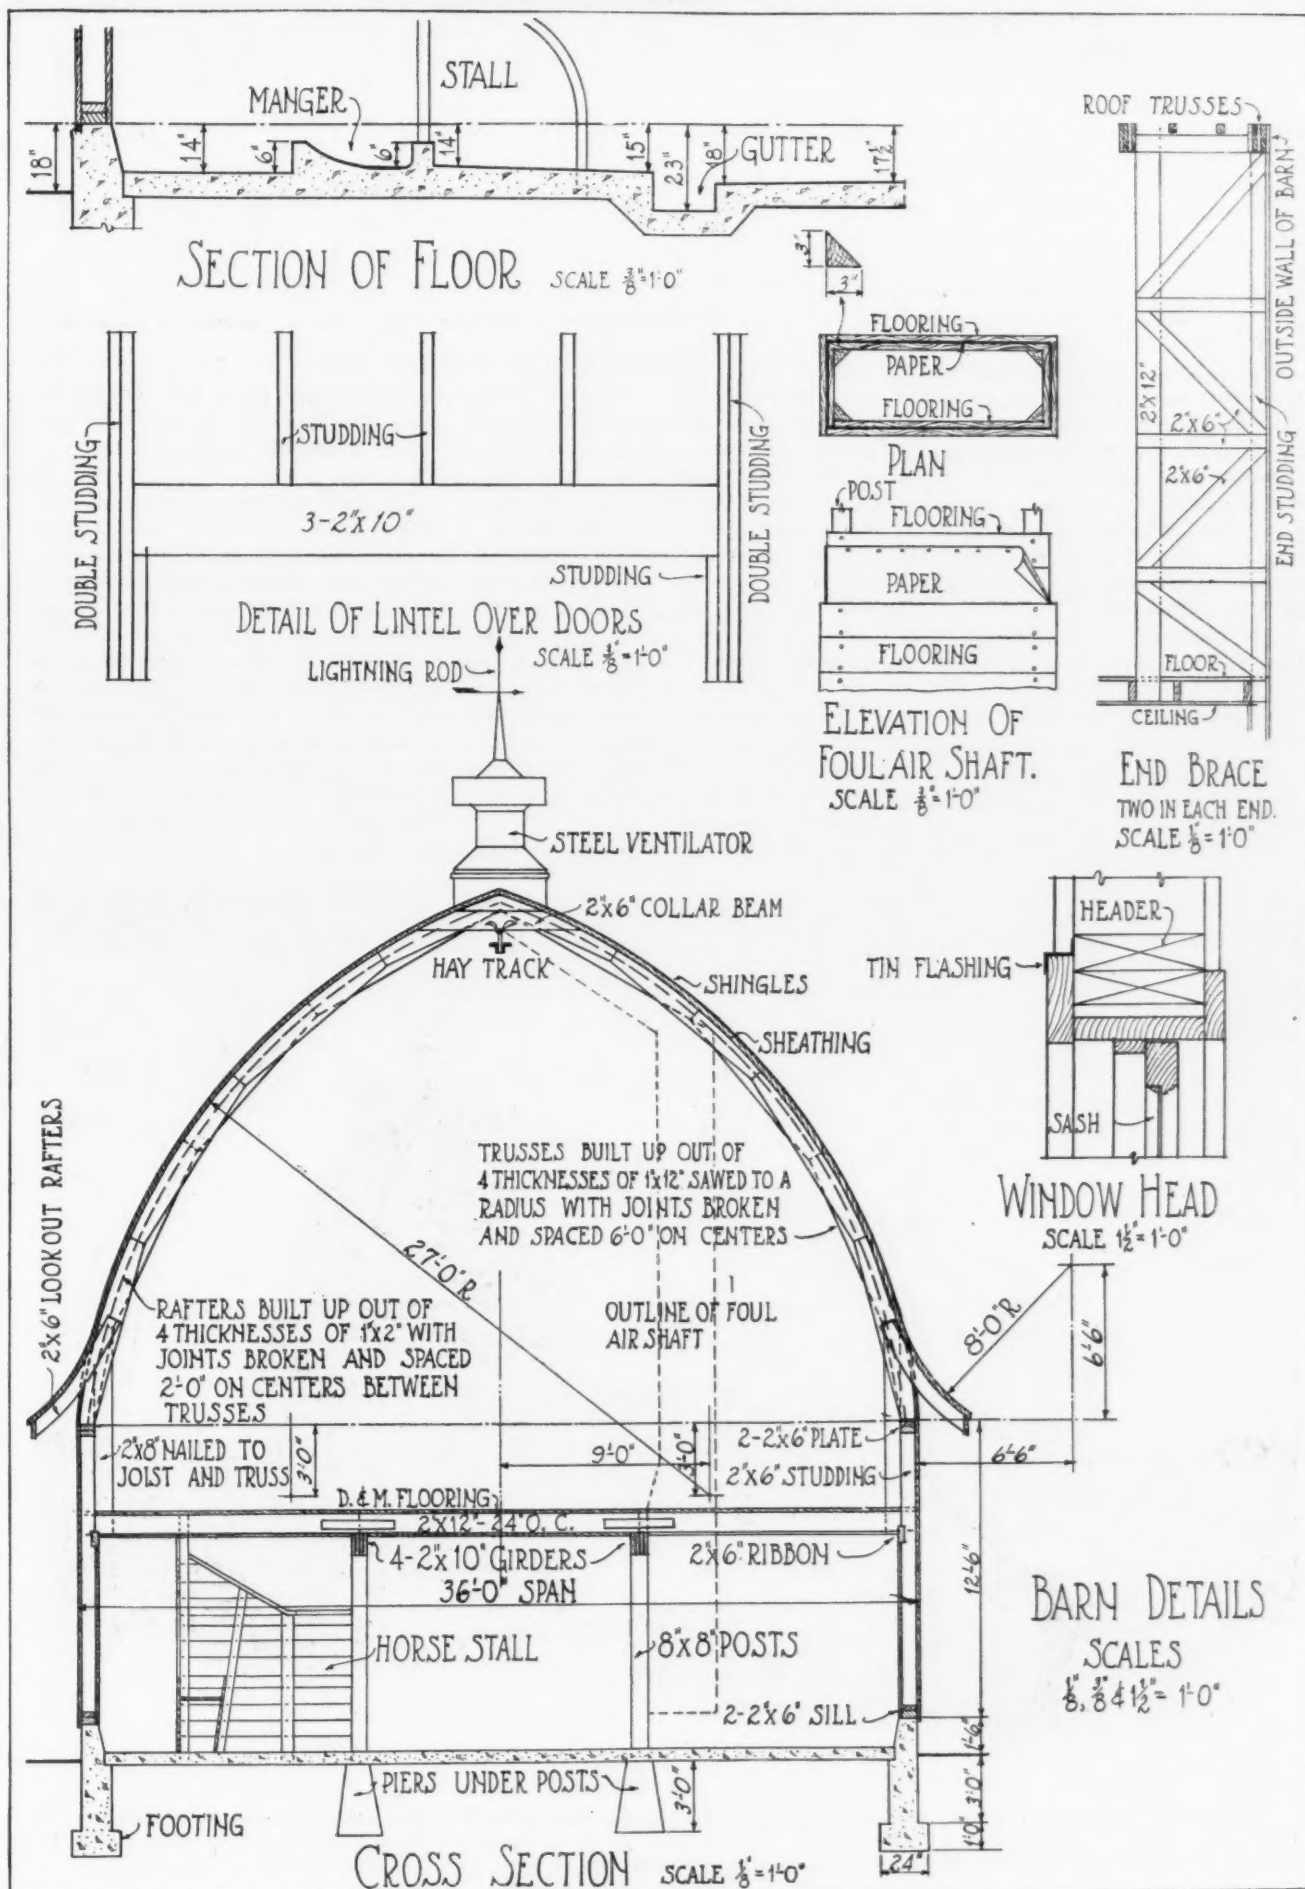 STALL
MANGER
GUTTER
18"
14"
6"
6"
14"
15"
23"
18"
17½"
SECTION OF FLOOR SCALE ⅜"=1'-0"
STUDDING
DOUBLE STUDDING
DOUBLE STUDDING
3-2"x10"
STUDDING
DETAIL OF LINTEL OVER DOORS
3"
3"
FLOORING
PAPER
FLOORING
PLAN
POST
FLOORING
PAPER
FLOORING
ELEVATION OF
FOUL AIR SHAFT.
SCALE ⅜"=1'-0"
ROOF TRUSSES
OUTSIDE WALL OF BARN
END STUDDING
2"x12"
2"x6"
2"x6"
FLOOR
CEILING
END BRACE
TWO IN EACH END.
SCALE ⅛"=1'-0"
LIGHTNING ROD
STEEL VENTILATOR
2"x6" COLLAR BEAM
HAY TRACK
SHINGLES
SHEATHING
HEADER
TIN FLASHING
SASH
WINDOW HEAD
SCALE 1½"=1'-0"
2"x6" LOOKOUT RAFTERS
TRUSSES BUILT UP OUT OF
4 THICKNESSES OF 1"x12" SAWED TO A
RADIUS WITH JOINTS BROKEN
AND SPACED 6'-0" ON CENTERS
27'-0" R
RAFTERS BUILT UP OUT OF
4 THICKNESSES OF 1"x2" WITH
JOINTS BROKEN AND SPACED
2'-0" ON CENTERS BETWEEN
TRUSSES
OUTLINE OF FOUL
AIR SHAFT
8'-0" R
6'-6"
6'-6"
2"x8" NAILED TO
JOIST AND TRUSS
3'-0"
9'-0"
3'-0"
2-2"x6" PLATE
2"x6" STUDDING
D. & M. FLOORING
2"x12"-24" O. C.
4-2"x10" GIRDERS
2"x6" RIBBON
36'-0" SPAN
12'-6"
HORSE STALL
8"x8" POSTS
2-2"x6" SILL
1'-6"
PIERS UNDER POSTS
3'-0"
3'-0"
1'-0"
FOOTING
24"
CROSS SECTION SCALE ⅛"=1'-0"
BARN DETAILS
SCALES
⅛", ⅜" & 1½"= 1'-0"